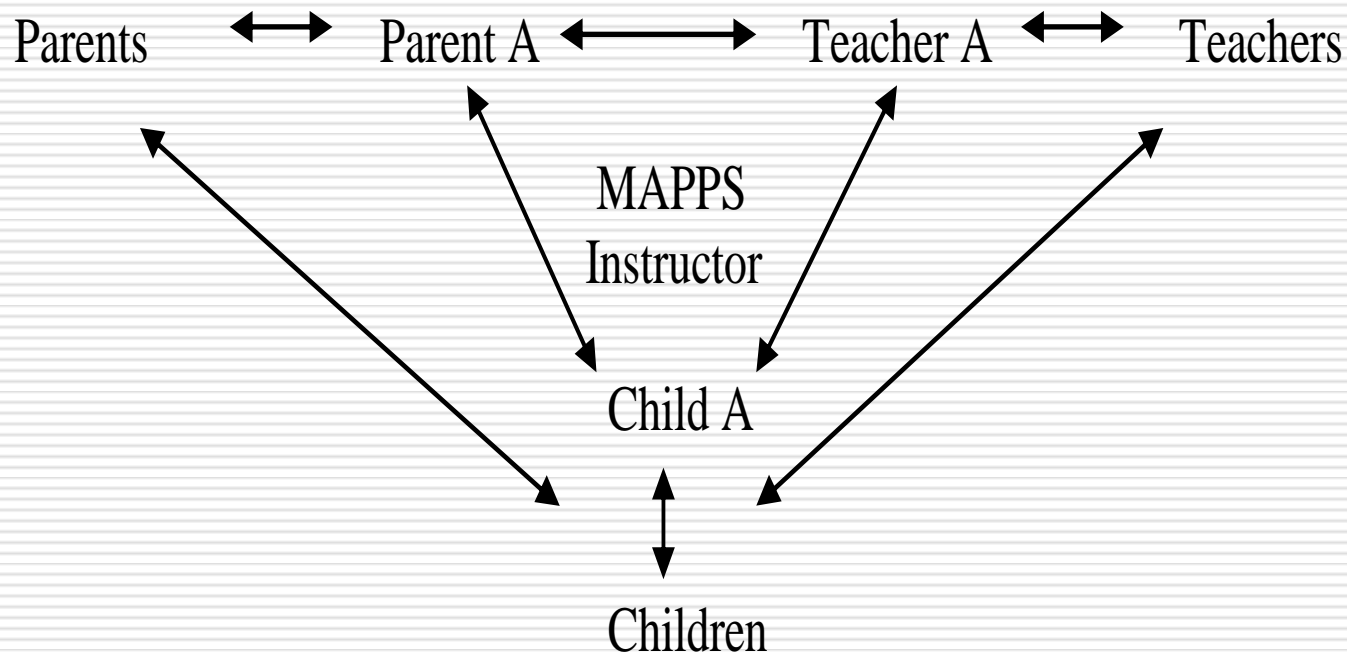 Parents Parent A Teacher A Teachers
MAPPS
Instructor
Child A
Children